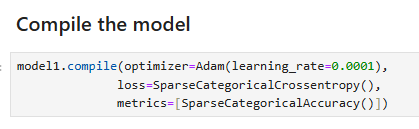 Compile the model
model1.compile(optimizer=Adam(learning_rate=0.0001),
loss=SparseCategoricalCrossentropy(),
metrics=[SparseCategoricalAccuracy()])